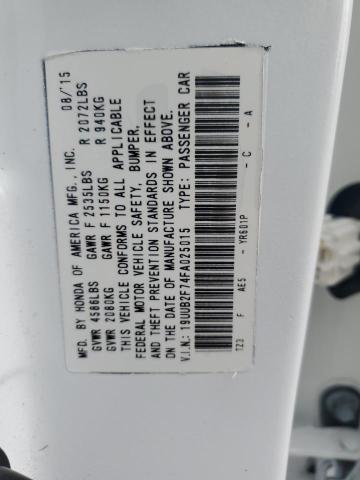 MFD. BY HONDA OF AMERICA MFG., INC. 08/'15
GVWR 4586LBS GAWR F 2535LBS R 2072LBS
GVWR 2080KG GAWR F 1150KG R 940KG
THIS VEHICLE CONFORMS TO ALL APPLICABLE
FEDERAL MOTOR VEHICLE SAFETY, BUMPER,
AND THEFT PREVENTION STANDARDS IN EFFECT
ON THE DATE OF MANUFACTURE SHOWN ABOVE.
V.I.N.: 19UUB2F74FA025015 TYPE: PASSENGER CAR
TZ3 F AE5 - YR601P - C - A